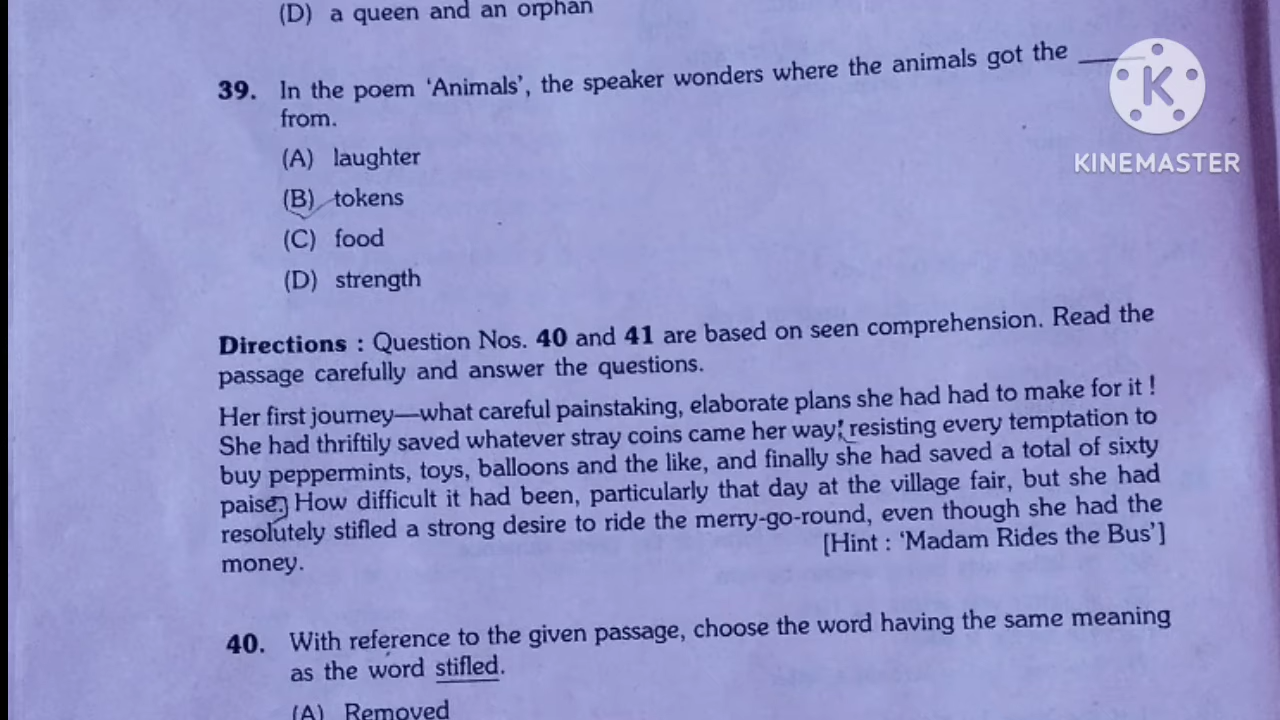 (D) a queen and an orphan
39. In the poem 'Animals', the speaker wonders where the animals got the ____
from.
(A) laughter
(B) tokens
(C) food
(D) strength
K
KINEMASTER
Directions : Question Nos. 40 and 41 are based on seen comprehension. Read the
passage carefully and answer the questions.
Her first journey—what careful painstaking, elaborate plans she had had to make for it !
She had thriftily saved whatever stray coins came her way, resisting every temptation to
buy peppermints, toys, balloons and the like, and finally she had saved a total of sixty
paise. How difficult it had been, particularly that day at the village fair, but she had
resolutely stifled a strong desire to ride the merry-go-round, even though she had the
money.
[Hint : 'Madam Rides the Bus']
40. With reference to the given passage, choose the word having the same meaning
as the word stifled.
(A) Removed